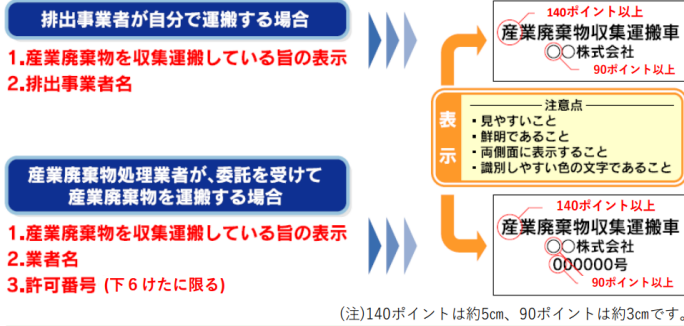 排出事業者が自分で運搬する場合
1.産業廃棄物を収集運搬している旨の表示
2.排出事業者名
140ポイント以上
産業廃棄物収集運搬車
○○株式会社
90ポイント以上
表示
注意点
・見やすいこと
・鮮明であること
・両側面に表示すること
・識別しやすい色の文字であること
産業廃棄物処理業者が、委託を受けて
産業廃棄物を運搬する場合
1.産業廃棄物を収集運搬している旨の表示
2.業者名
3.許可番号 (下6けたに限る)
140ポイント以上
産業廃棄物収集運搬車
○○株式会社
000000号
90ポイント以上
(注)140ポイントは約5㎝、90ポイントは約3㎝です。